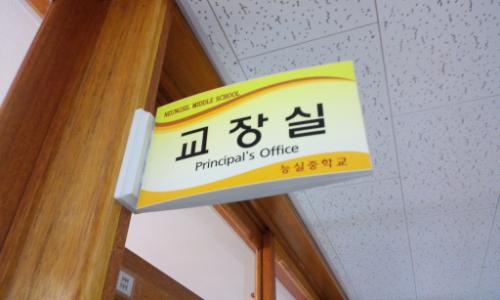 NEUNGSIL MIDDLE SCHOOL
교장실
Principal's Office
능실중학교